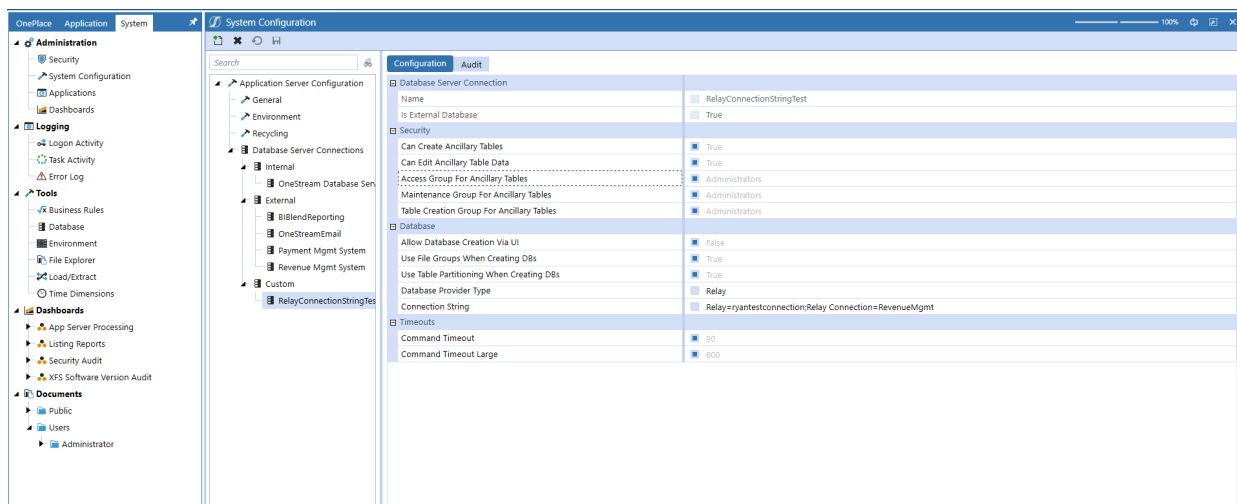 OnePlace Application System
Administration
Security
System Configuration
Applications
Dashboards
Logging
Logon Activity
Task Activity
Error Log
Tools
Business Rules
Database
Environment
File Explorer
Load/Extract
Time Dimensions
Dashboards
App Server Processing
Listing Reports
Security Audit
XFS Software Version Audit
Documents
Public
Users
Administrator
System Configuration
100%
Search
Application Server Configuration
General
Environment
Recycling
Database Server Connections
Internal
OneStream Database Serv
External
BIBlendReporting
OneStreamEmail
Payment Mgmt System
Revenue Mgmt System
Custom
RelayConnectionStringTes
Configuration Audit
Database Server Connection
Name RelayConnectionStringTest
Is External Database True
Security
Can Create Ancillary Tables True
Can Edit Ancillary Table Data True
Access Group For Ancillary Tables Administrators
Maintenance Group For Ancillary Tables Administrators
Table Creation Group For Ancillary Tables Administrators
Database
Allow Database Creation Via UI False
Use File Groups When Creating DBs True
Use Table Partitioning When Creating DBs True
Database Provider Type Relay
Connection String Relay=ryantestconnection;Relay Connection=RevenueMgmt
Timeouts
Command Timeout 90
Command Timeout Large 600